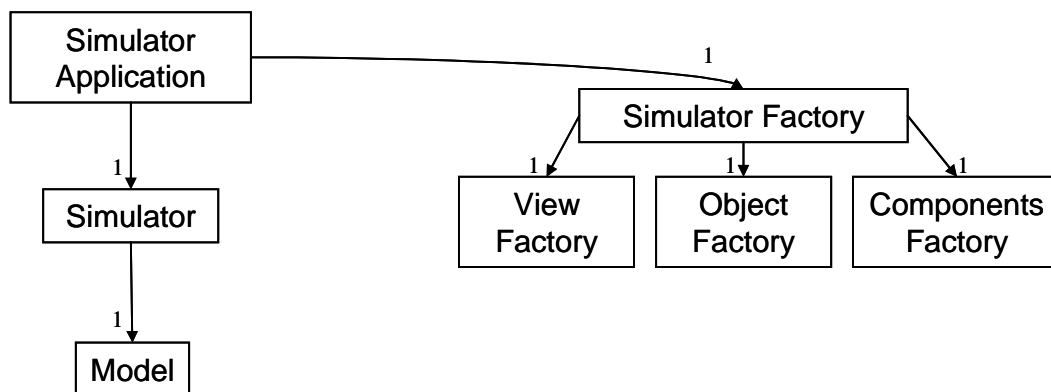 Simulator
Application
1
Simulator Factory
1
1
1
1
Simulator
View
Factory
Object
Factory
Components
Factory
1
Model